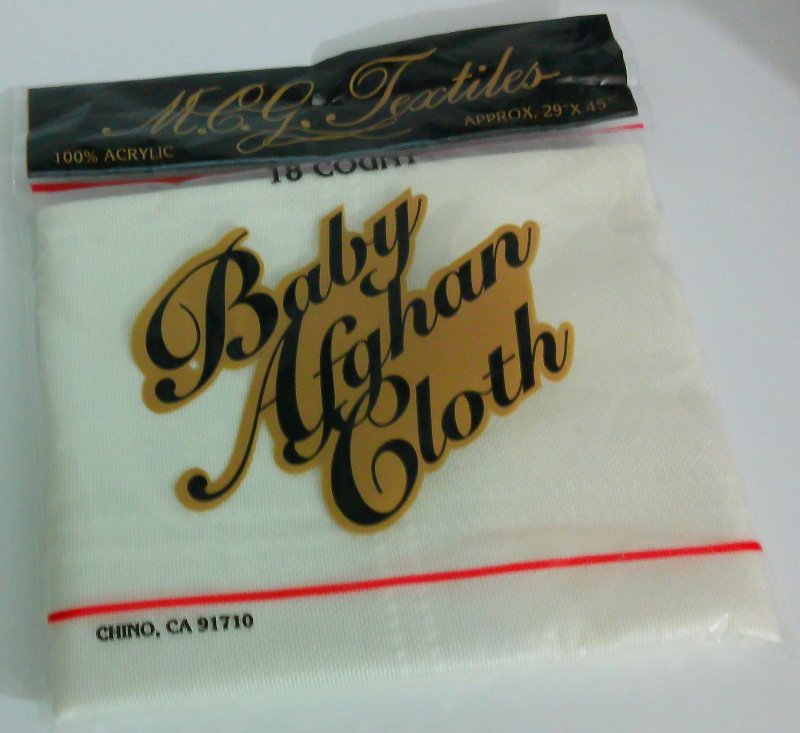 M.C.G. Textiles
100% ACRYLIC
APPROX. 29" X 45"
18 COUNT
Baby
Afghan
Cloth
CHINO, CA 91710